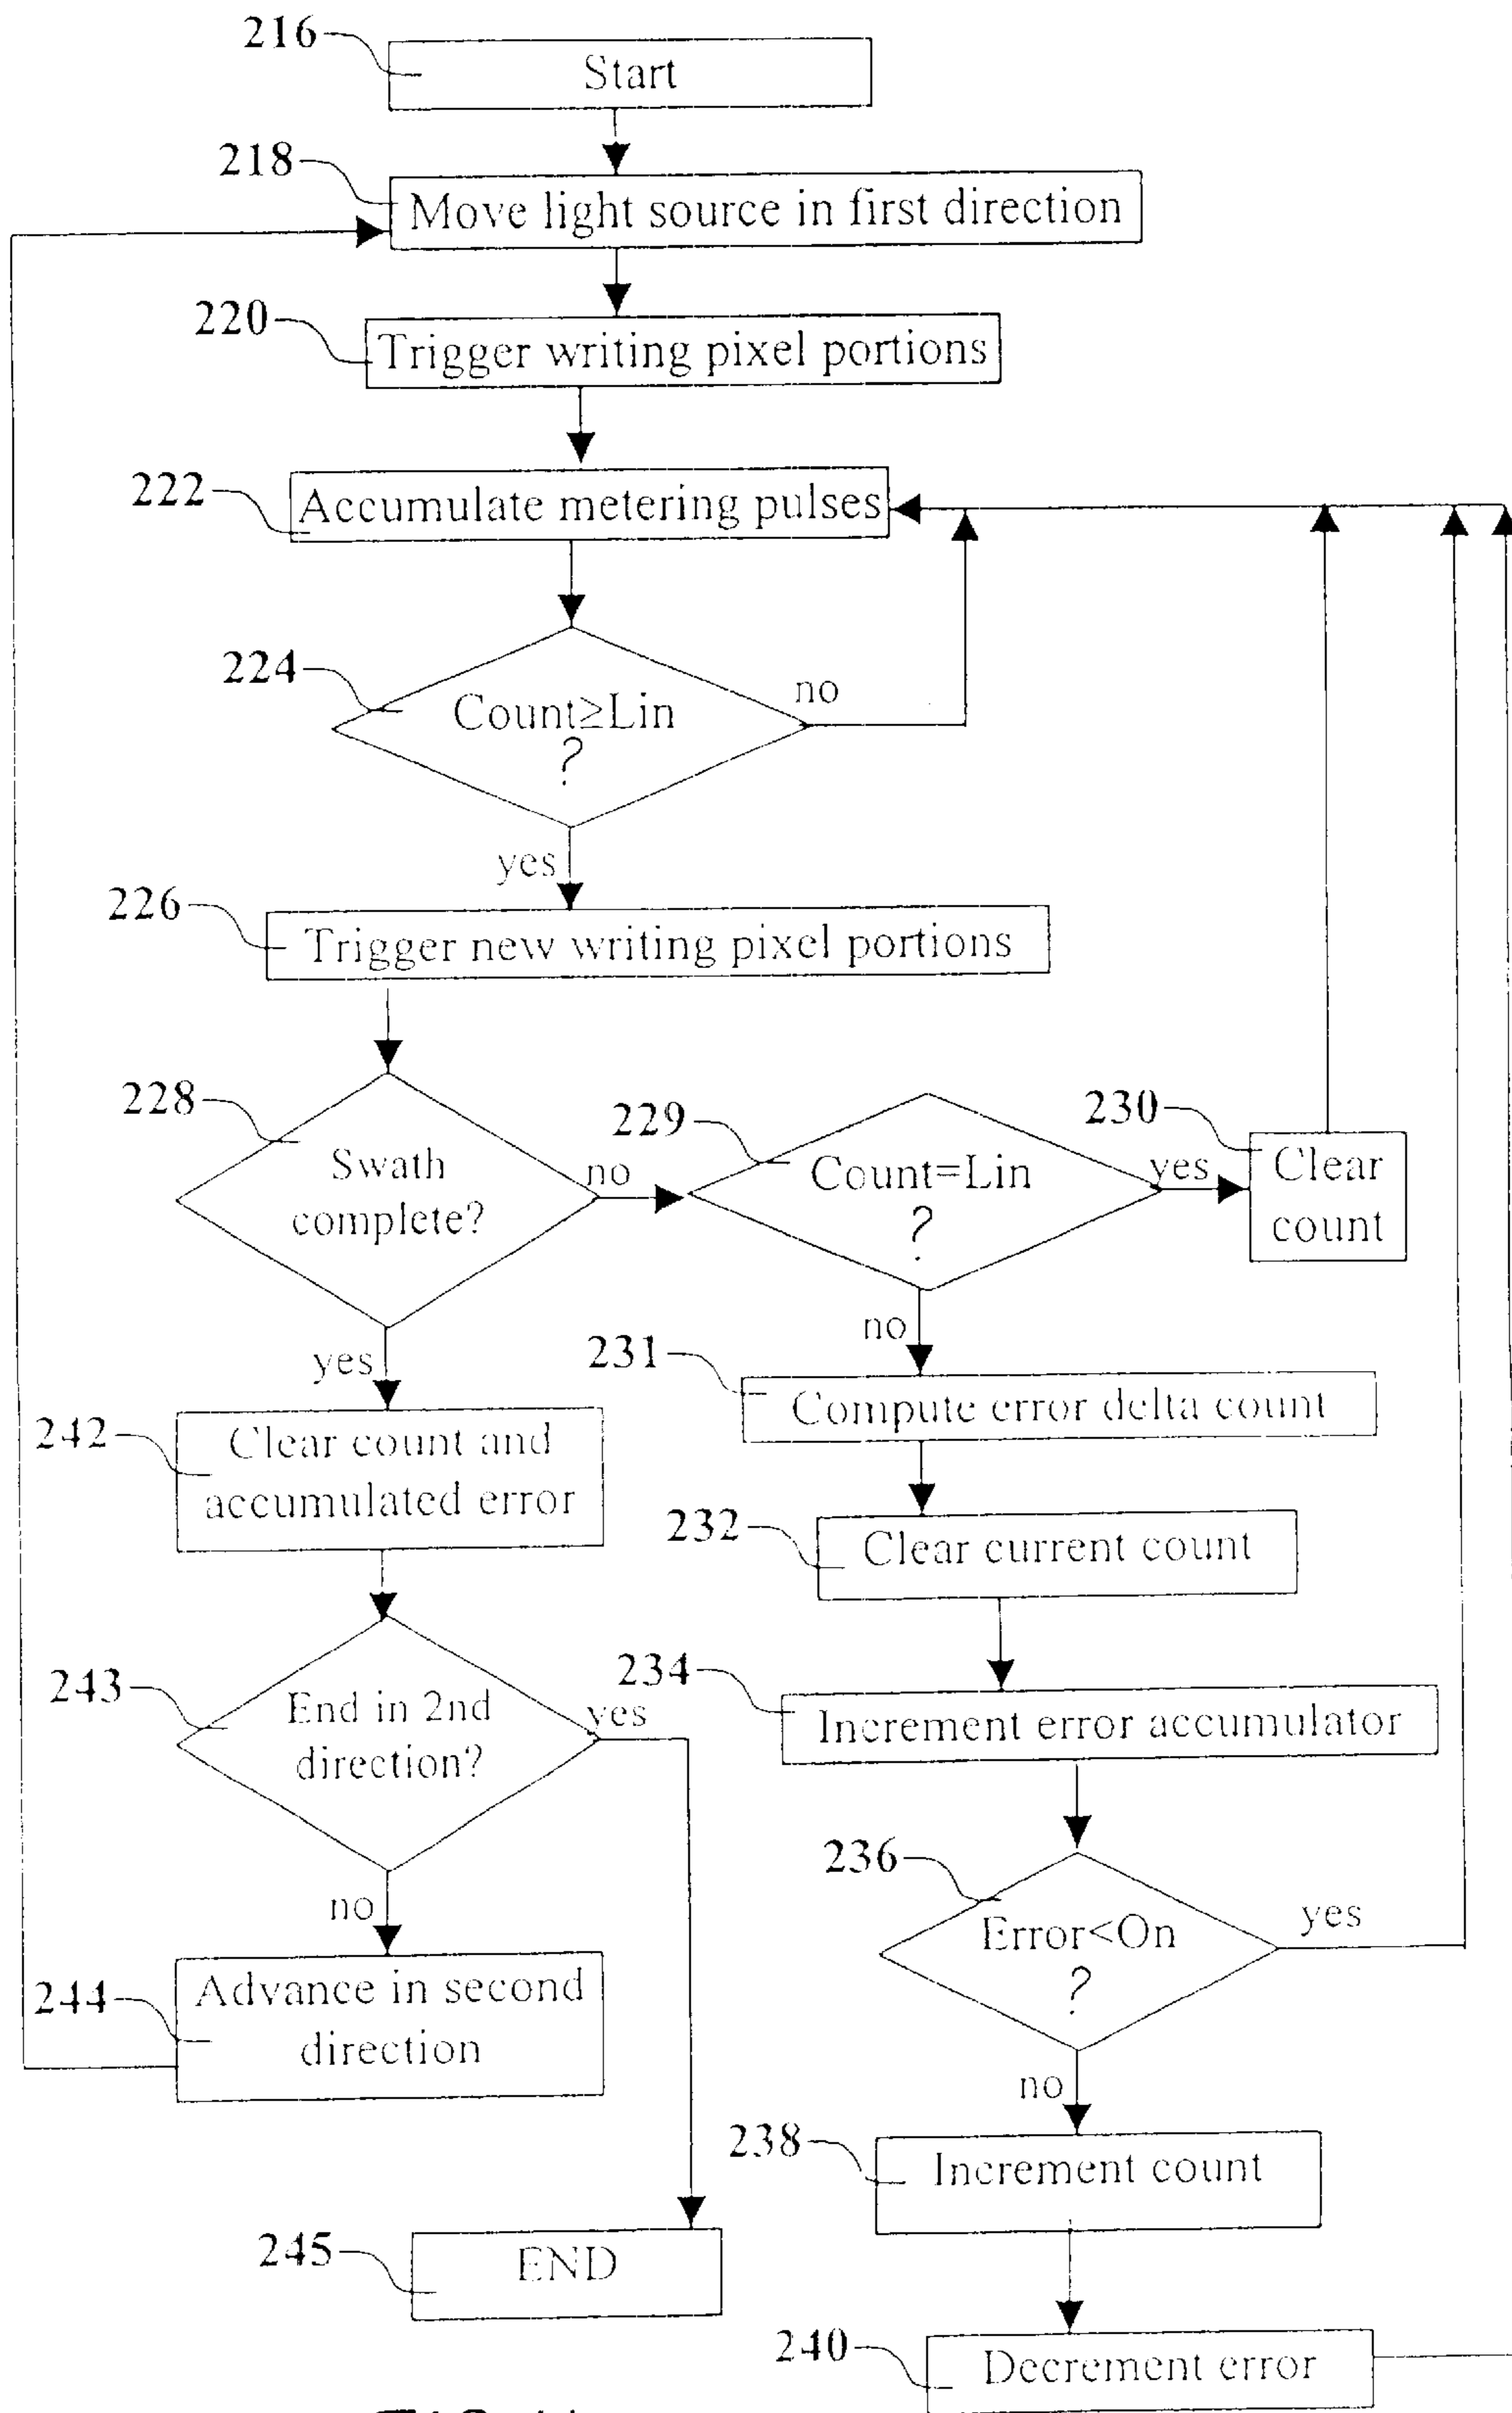 216
Start
218
Move light source in first direction
220
Trigger writing pixel portions
222
Accumulate metering pulses
224
Count≥Lin
?
no
yes
226
Trigger new writing pixel portions
228
Swath
complete?
no
229
Count=Lin
?
yes
230
Clear
count
yes
no
231
Compute error delta count
242
Clear count and
accumulated error
232
Clear current count
243
End in 2nd
direction?
yes
234
Increment error accumulator
236
Error<On
?
yes
no
244
Advance in second
direction
no
238
Increment count
245
END
240
Decrement error